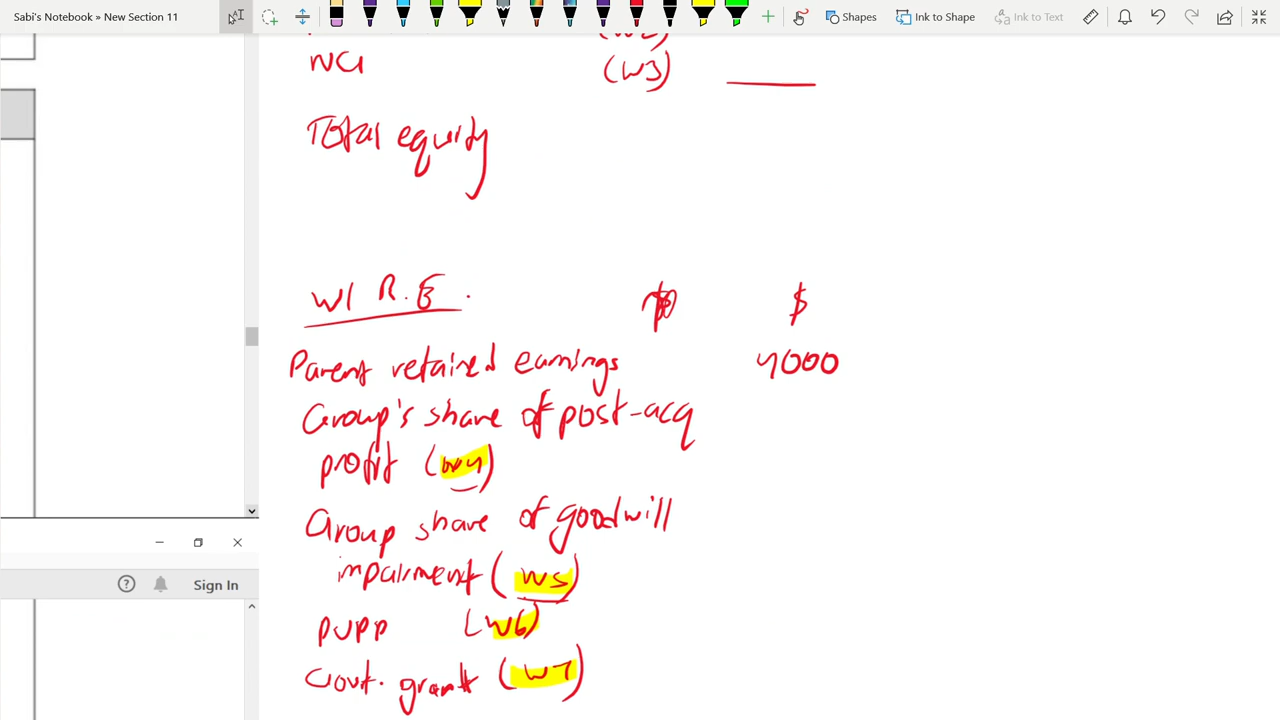 Sabi's Notebook » New Section 11
Shapes
Ink to Shape
Ink to Text
NCI (W3)
Total equity
W1 R.E. $
Parent retained earnings 4000
Group's share of post-acq
profit (W4)
Group share of goodwill
impairment (W5)
Sign In
PUPP (W6)
Govt. grant (W7)